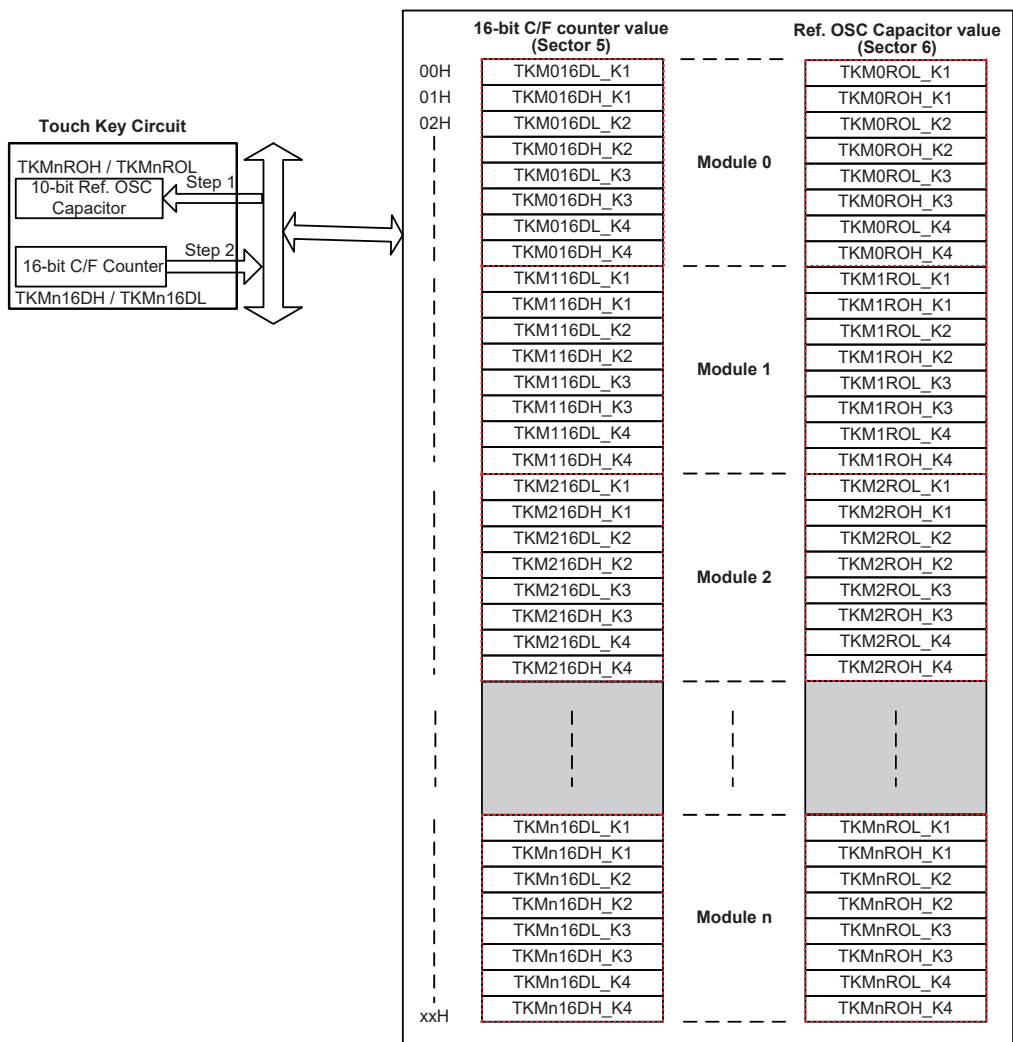 Touch Key Circuit
TKMnROH / TKMnROL
10-bit Ref. OSC
Capacitor
Step 1
Step 2
16-bit C/F Counter
TKMn16DH / TKMn16DL
16-bit C/F counter value
(Sector 5)
Ref. OSC Capacitor value
(Sector 6)
00H TKM016DL_K1 TKM0ROL_K1
01H TKM016DH_K1 TKM0ROH_K1
02H TKM016DL_K2 TKM0ROL_K2
TKM016DH_K2 TKM0ROH_K2
Module 0
TKM016DL_K3 TKM0ROL_K3
TKM016DH_K3 TKM0ROH_K3
TKM016DL_K4 TKM0ROL_K4
TKM016DH_K4 TKM0ROH_K4
TKM116DL_K1 TKM1ROL_K1
TKM116DH_K1 TKM1ROH_K1
TKM116DL_K2 TKM1ROL_K2
TKM116DH_K2 TKM1ROH_K2
Module 1
TKM116DL_K3 TKM1ROL_K3
TKM116DH_K3 TKM1ROH_K3
TKM116DL_K4 TKM1ROL_K4
TKM116DH_K4 TKM1ROH_K4
TKM216DL_K1 TKM2ROL_K1
TKM216DH_K1 TKM2ROH_K1
TKM216DL_K2 TKM2ROL_K2
TKM216DH_K2 TKM2ROH_K2
Module 2
TKM216DL_K3 TKM2ROL_K3
TKM216DH_K3 TKM2ROH_K3
TKM216DL_K4 TKM2ROL_K4
TKM216DH_K4 TKM2ROH_K4
TKMn16DL_K1 TKMnROL_K1
TKMn16DH_K1 TKMnROH_K1
TKMn16DL_K2 TKMnROL_K2
TKMn16DH_K2 TKMnROH_K2
Module n
TKMn16DL_K3 TKMnROL_K3
TKMn16DH_K3 TKMnROH_K3
TKMn16DL_K4 TKMnROL_K4
xxH TKMn16DH_K4 TKMnROH_K4